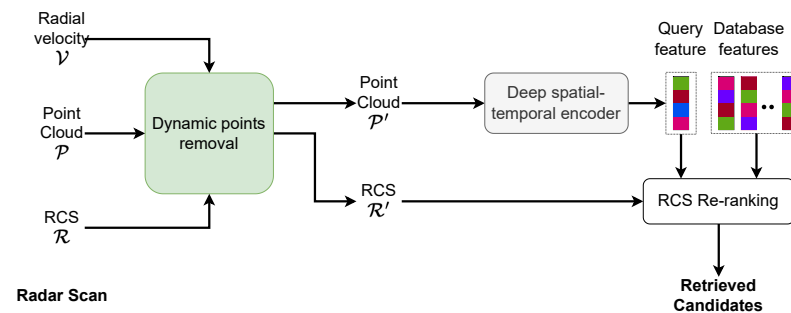 Radial
velocity
𝒱
Point
Cloud
𝒫
RCS
ℛ
Radar Scan
Dynamic points
removal
Point
Cloud
𝒫′
RCS
ℛ′
Deep spatial-
temporal encoder
Query
feature
Database
features
RCS Re-ranking
Retrieved
Candidates